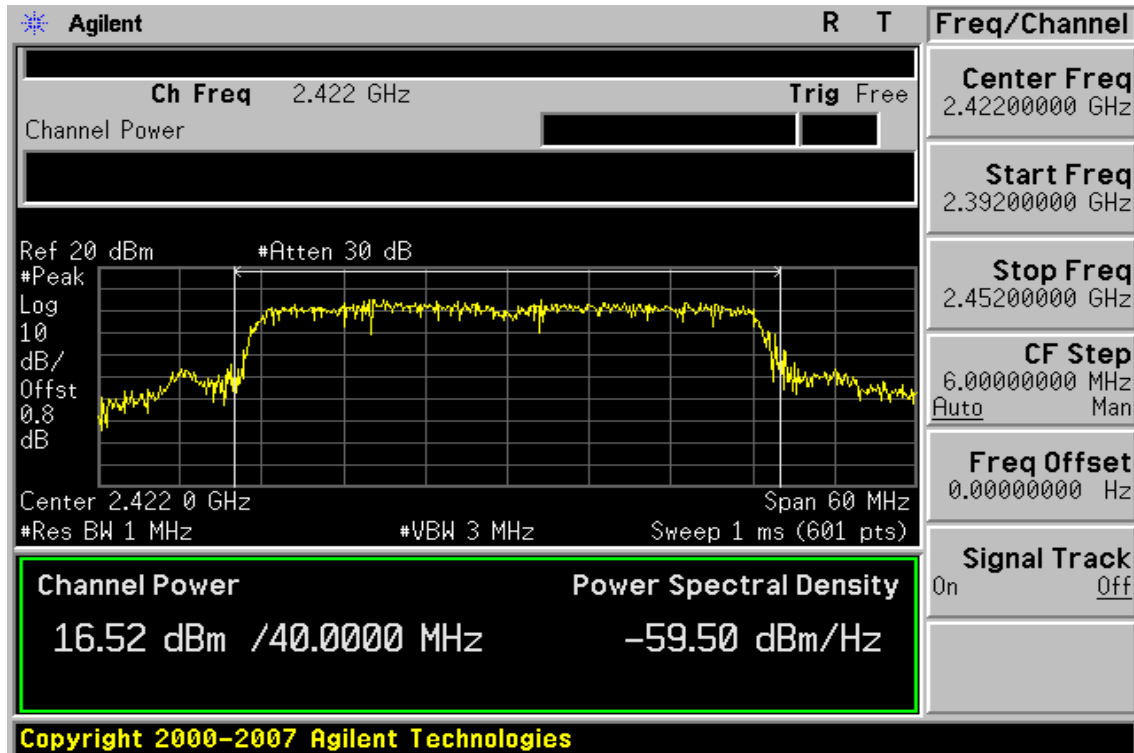 Agilent R T Freq/Channel
Ch Freq 2.422 GHz Trig Free
Channel Power
Center Freq
2.42200000 GHz
Start Freq
2.39200000 GHz
Stop Freq
2.45200000 GHz
CF Step
6.00000000 MHz
Auto Man
Freq Offset
0.00000000 Hz
Signal Track
On Off
Ref 20 dBm #Atten 30 dB
#Peak
Log
10
dB/
Offst
0.8
dB
Center 2.422 0 GHz Span 60 MHz
#Res BW 1 MHz #VBW 3 MHz Sweep 1 ms (601 pts)
Channel Power Power Spectral Density
16.52 dBm /40.0000 MHz -59.50 dBm/Hz
Copyright 2000-2007 Agilent Technologies